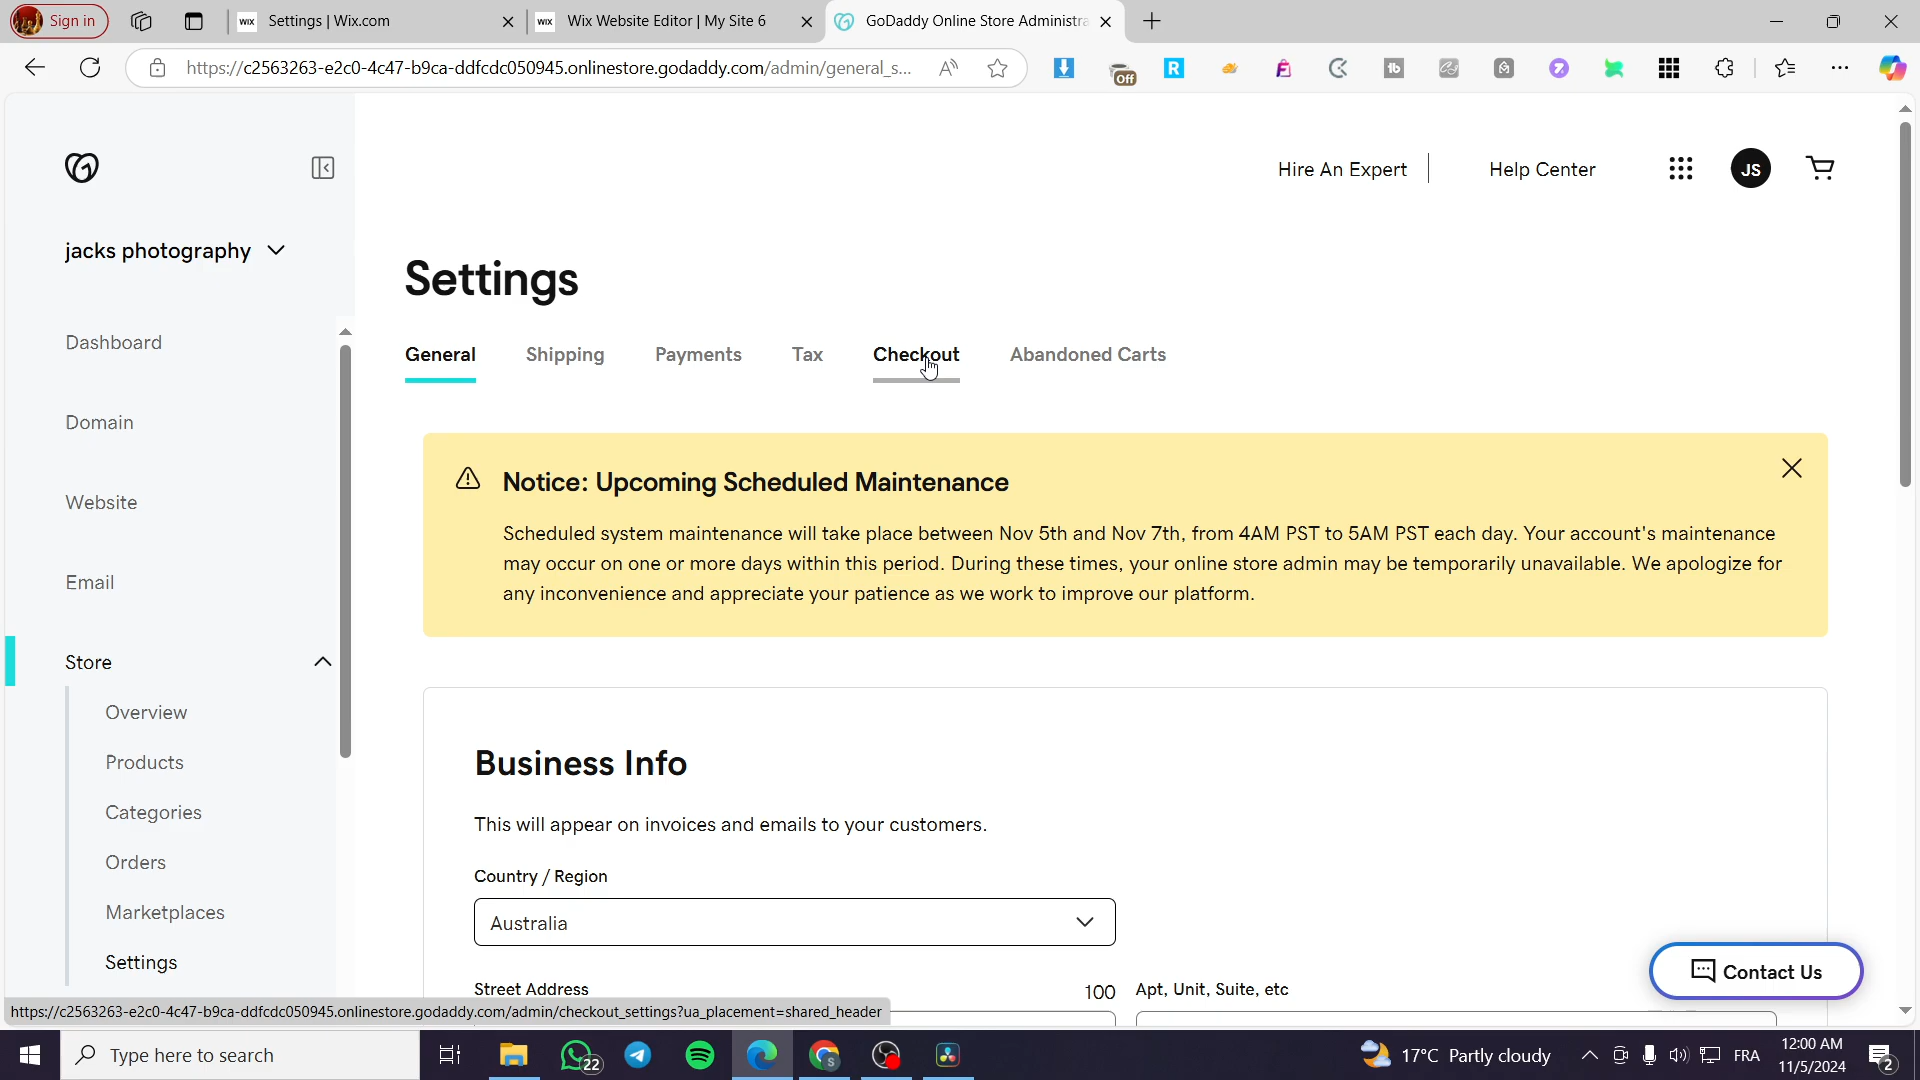 Sign in
Settings | Wix.com
Wix Website Editor | My Site 6
GoDaddy Online Store Administra
https://c2563263-e2c0-4c47-b9ca-ddfcdc050945.onlinestore.godaddy.com/admin/general_s...
Off
Hire An Expert
Help Center
JS
jacks photography
Settings
Dashboard
General
Shipping
Payments
Tax
Checkout
Abandoned Carts
Domain
Website
Email
Notice: Upcoming Scheduled Maintenance
Scheduled system maintenance will take place between Nov 5th and Nov 7th, from 4AM PST to 5AM PST each day. Your account's maintenance
may occur on one or more days within this period. During these times, your online store admin may be temporarily unavailable. We apologize for
any inconvenience and appreciate your patience as we work to improve our platform.
Store
Overview
Products
Categories
Orders
Marketplaces
Settings
Business Info
This will appear on invoices and emails to your customers.
Country / Region
Australia
Street Address
100
Apt, Unit, Suite, etc
Contact Us
https://c2563263-e2c0-4c47-b9ca-ddfcdc050945.onlinestore.godaddy.com/admin/checkout_settings?ua_placement=shared_header
Type here to search
22
17°C Partly cloudy
FRA
12:00 AM
11/5/2024
2